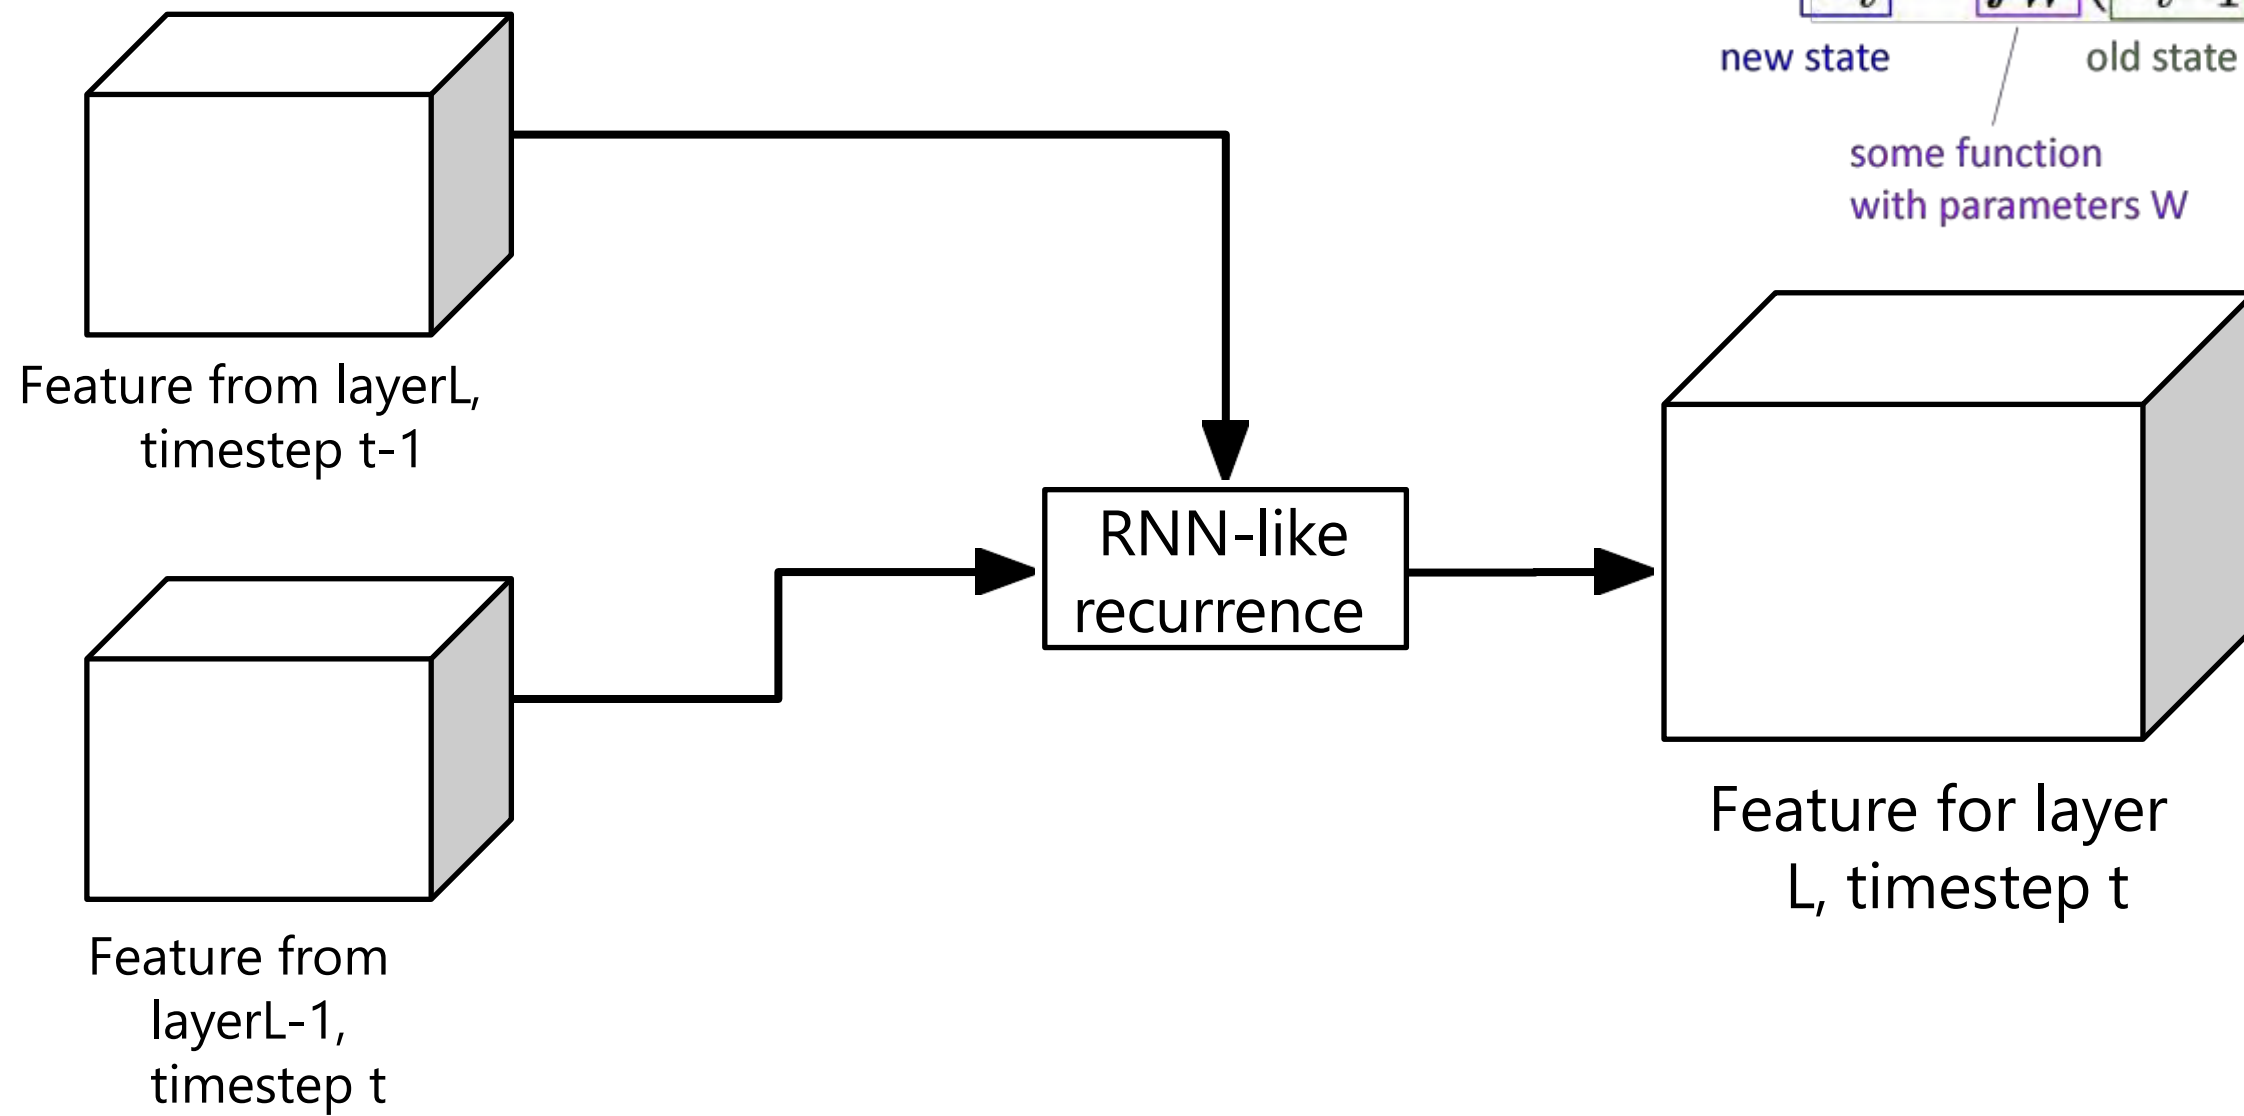 new state
old state
some function
with parameters W
Feature from layerL,
timestep t-1
RNN-like
recurrence
Feature for layer
L, timestep t
Feature from
layerL-1,
timestep t